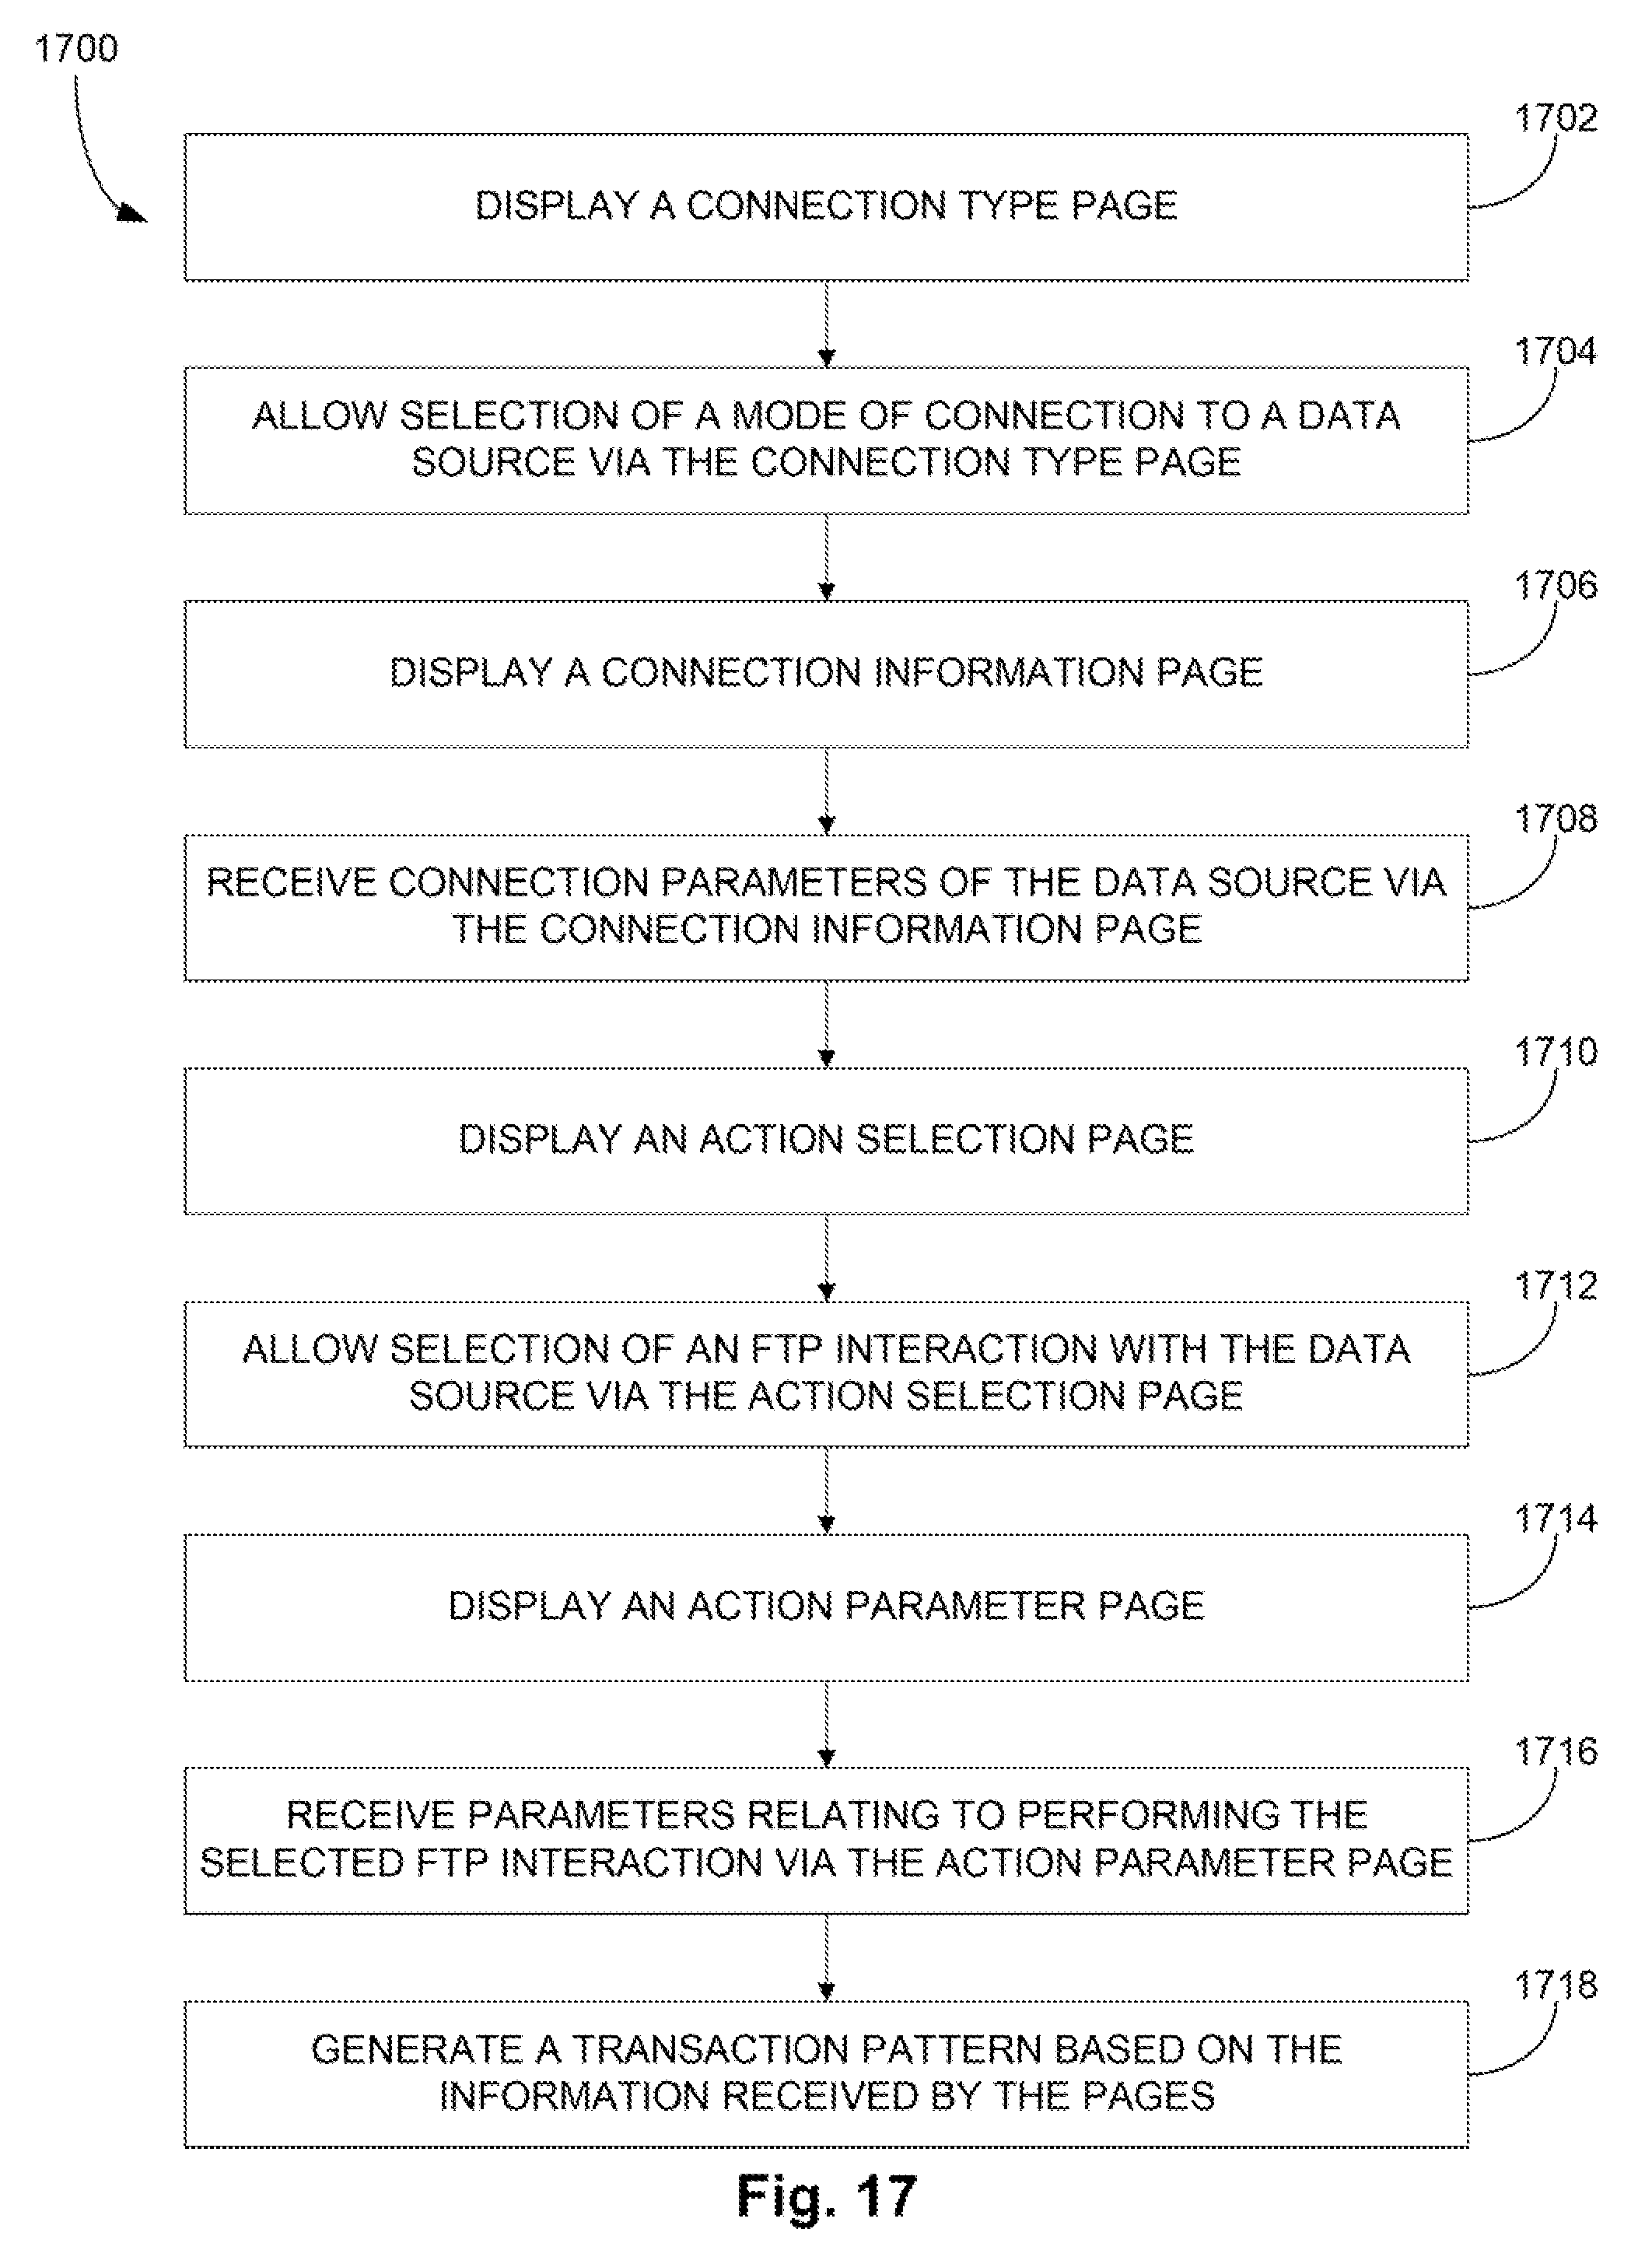 1700
1702
DISPLAY A CONNECTION TYPE PAGE
1704
ALLOW SELECTION OF A MODE OF CONNECTION TO A DATA
SOURCE VIA THE CONNECTION TYPE PAGE
1706
DISPLAY A CONNECTION INFORMATION PAGE
1708
RECEIVE CONNECTION PARAMETERS OF THE DATA SOURCE VIA
THE CONNECTION INFORMATION PAGE
1710
DISPLAY AN ACTION SELECTION PAGE
1712
ALLOW SELECTION OF AN FTP INTERACTION WITH THE DATA
SOURCE VIA THE ACTION SELECTION PAGE
1714
DISPLAY AN ACTION PARAMETER PAGE
1716
RECEIVE PARAMETERS RELATING TO PERFORMING THE
SELECTED FTP INTERACTION VIA THE ACTION PARAMETER PAGE
1718
GENERATE A TRANSACTION PATTERN BASED ON THE
INFORMATION RECEIVED BY THE PAGES
Fig. 17